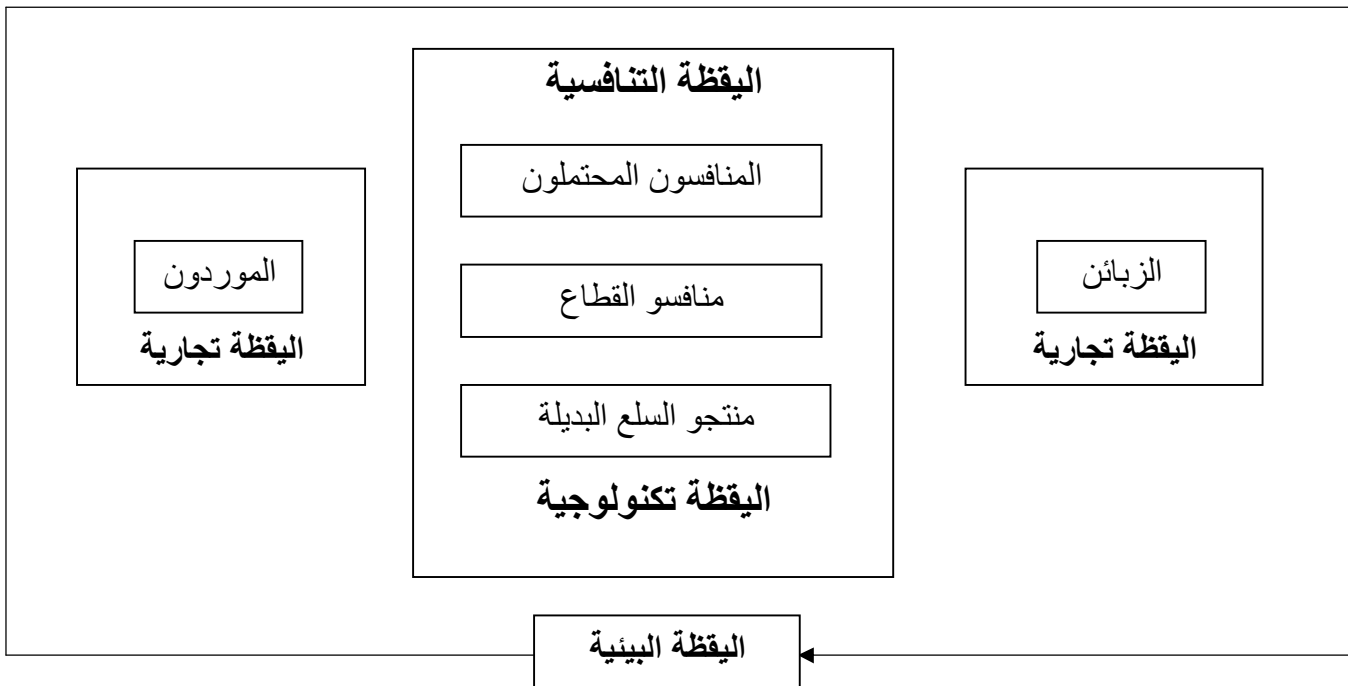 اليقظة التنافسية
المنافسون المحتملون
منافسو القطاع
منتجو السلع البديلة
اليقظة تكنولوجية
الزبائن
اليقظة تجارية
الموردون
اليقظة تجارية
اليقظة البيئية